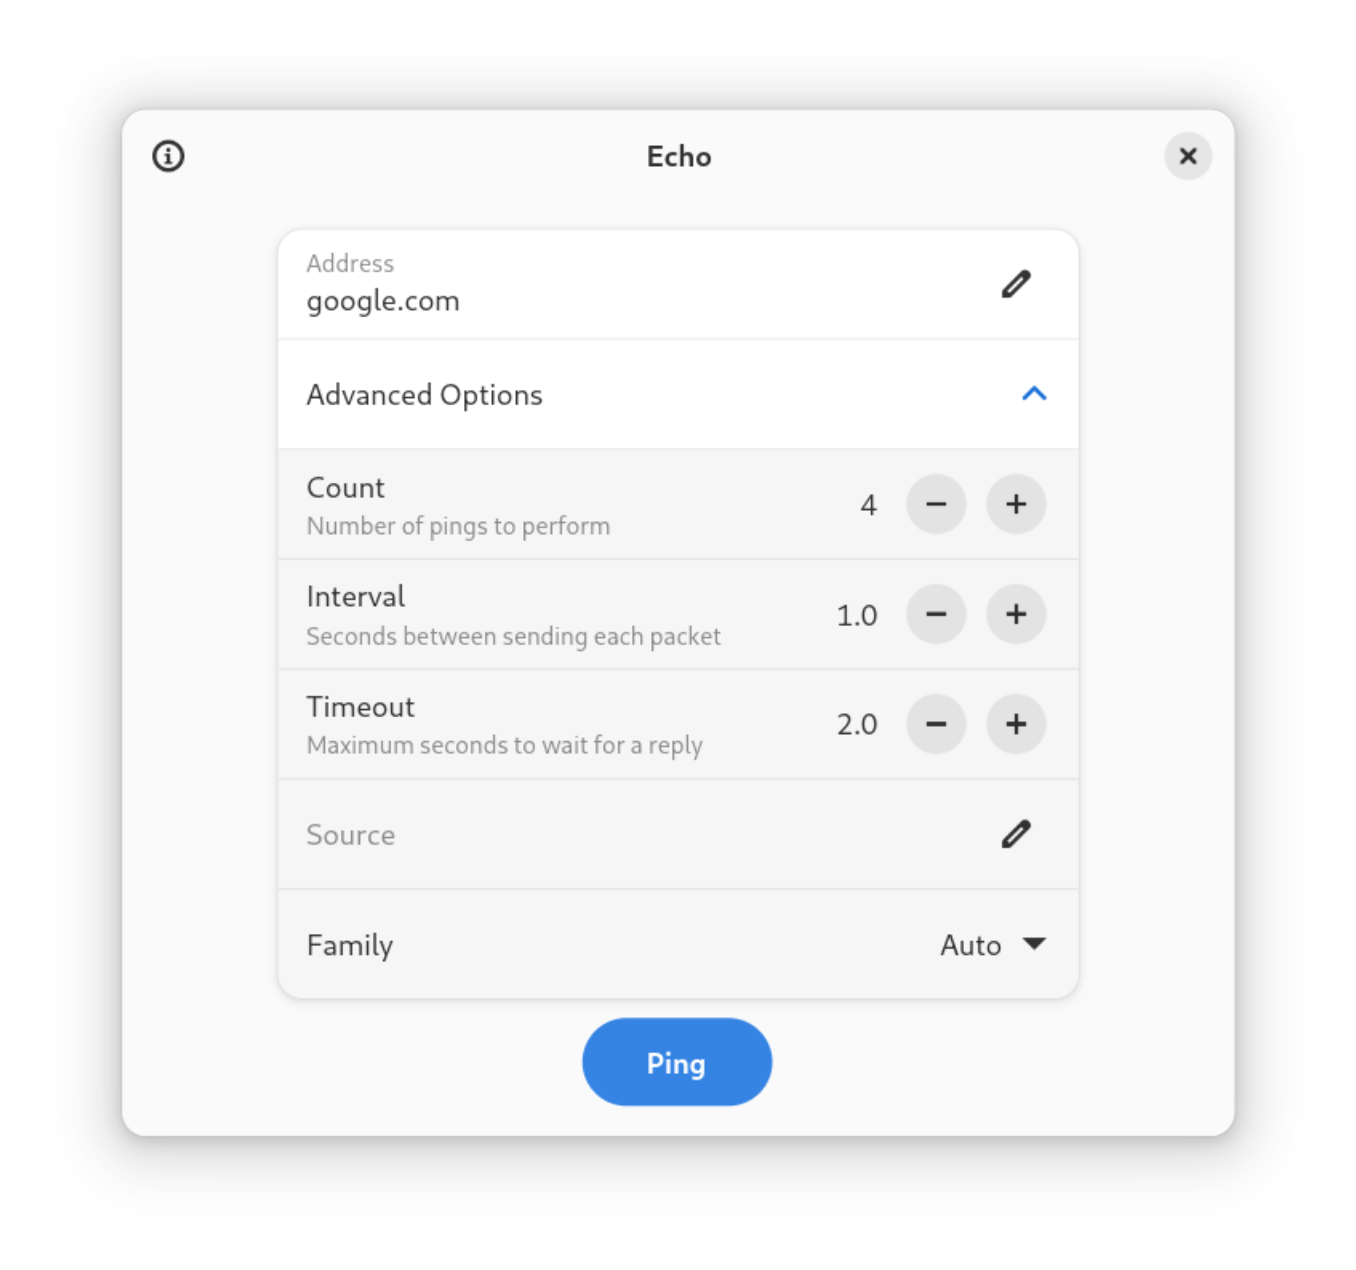 Echo
Address
google.com
Advanced Options
Count
Number of pings to perform
4
Interval
Seconds between sending each packet
1.0
Timeout
Maximum seconds to wait for a reply
2.0
Source
Family
Auto
Ping